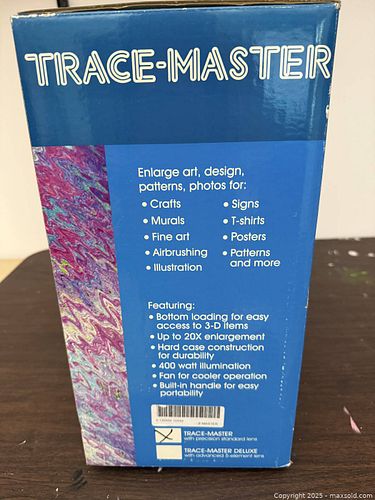 TRACE-MASTER
Enlarge art, design,
patterns, photos for:
• Crafts
• Murals
• Fine art
• Airbrushing
• Illustration
• Signs
• T-shirts
• Posters
• Patterns
and more
Featuring:
• Bottom loading for easy
access to 3-D items
• Up to 20X enlargement
• Hard case construction
for durability
• 400 watt illumination
• Fan for cooler operation
• Built-in handle for easy
portability
TRACE-MASTER
with precision standard lens
TRACE-MASTER DELUXE
with advanced 5-element lens
Copyright 2025 - maxsold.com